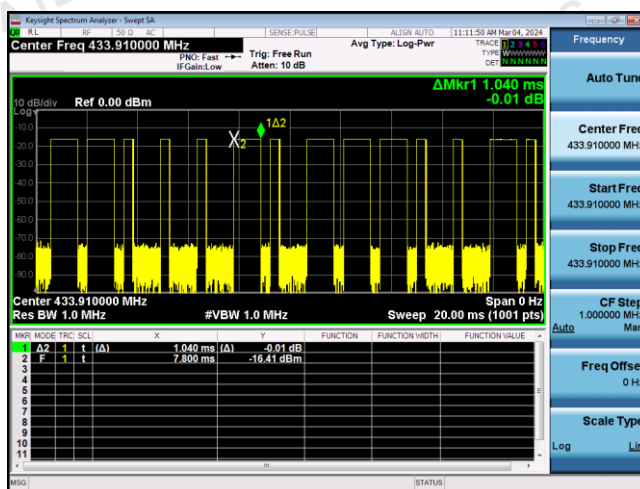 Keysight Spectrum Analyzer - Swept SA
RL RF 50 Ω AC SENSE:PULSE ALIGN AUTO 11:11:50 AM Mar 04, 2024
Center Freq 433.910000 MHz
PNO: Fast
IFGain:Low
Trig: Free Run
Atten: 10 dB
Avg Type: Log-Pwr
TRACE 1 2 3 4 5 6
TYPE WWWWWW
DET N N N N N N
ΔMkr1 1.040 ms
-0.01 dB
10 dB/div Ref 0.00 dBm
Log
-10.0
-20.0
-30.0
-40.0
-50.0
-60.0
-70.0
-80.0
-90.0
1Δ2
X2
Center 433.910000 MHz
Res BW 1.0 MHz
#VBW 1.0 MHz
Span 0 Hz
Sweep 20.00 ms (1001 pts)
MKR MODE TRC SCL X Y FUNCTION FUNCTION WIDTH FUNCTION VALUE
1 Δ2 1 t (Δ) 1.040 ms (Δ) -0.01 dB
2 F 1 t 7.800 ms -16.41 dBm
3
4
5
6
7
8
9
10
11
MSG STATUS
Frequency
Auto Tune
Center Freq
433.910000 MHz
Start Freq
433.910000 MHz
Stop Freq
433.910000 MHz
CF Step
1.000000 MHz
Auto Man
Freq Offset
0 Hz
Scale Type
Log Lin